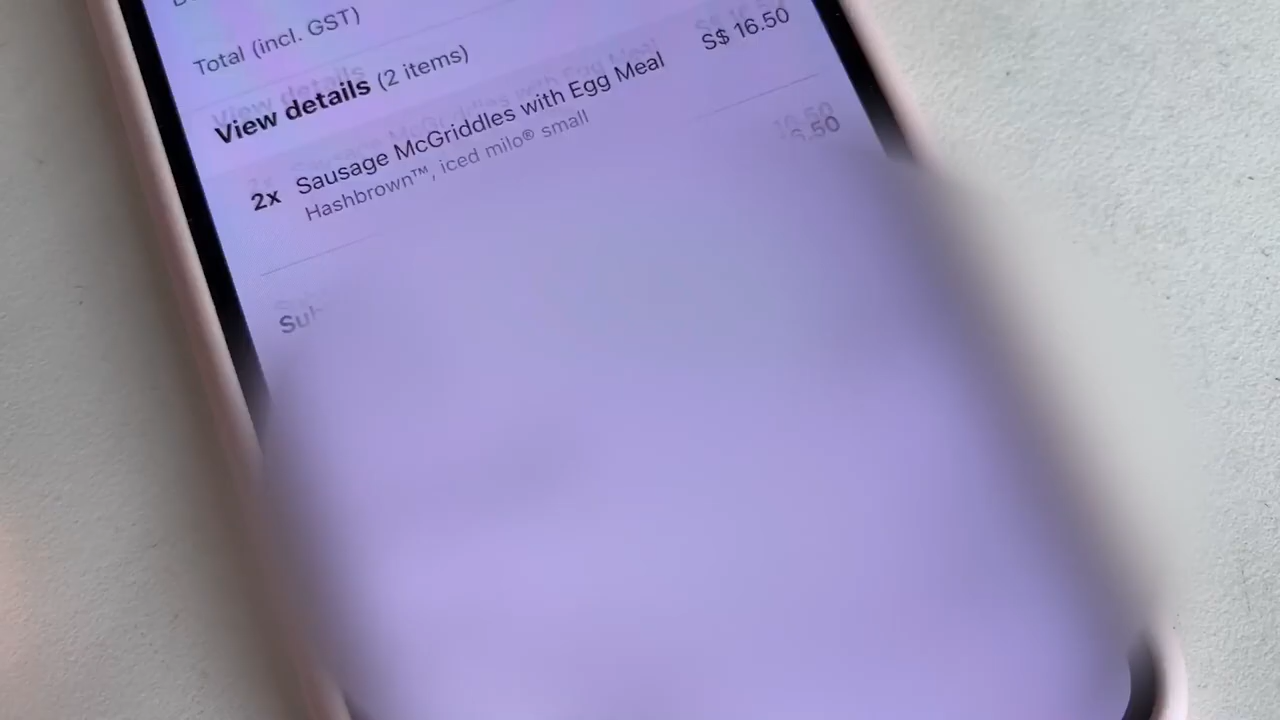 Total (incl. GST)
View details (2 items)
S$ 16.50
2x Sausage McGriddles with Egg Meal
Hashbrown™, iced milo® small